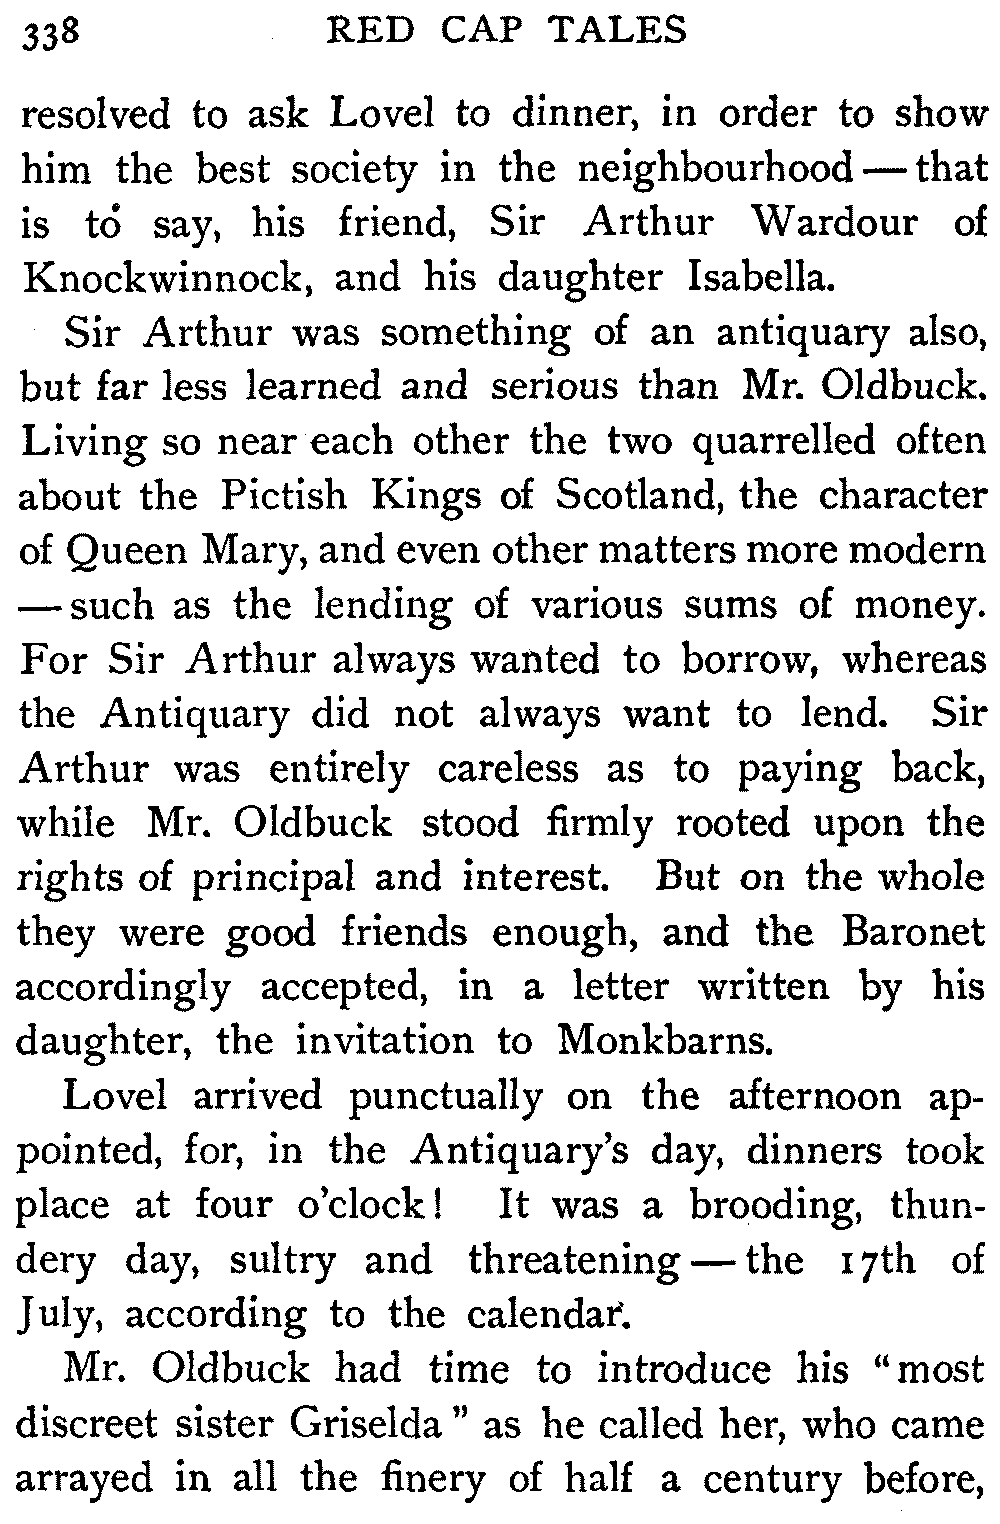 338 RED CAP TALES
resolved to ask Lovel to dinner, in order to show
him the best society in the neighbourhood — that
is to say, his friend, Sir Arthur Wardour of
Knockwinnock, and his daughter Isabella.
Sir Arthur was something of an antiquary also,
but far less learned and serious than Mr. Oldbuck.
Living so near each other the two quarrelled often
about the Pictish Kings of Scotland, the character
of Queen Mary, and even other matters more modern
— such as the lending of various sums of money.
For Sir Arthur always wanted to borrow, whereas
the Antiquary did not always want to lend. Sir
Arthur was entirely careless as to paying back,
while Mr. Oldbuck stood firmly rooted upon the
rights of principal and interest. But on the whole
they were good friends enough, and the Baronet
accordingly accepted, in a letter written by his
daughter, the invitation to Monkbarns.
Lovel arrived punctually on the afternoon ap-
pointed, for, in the Antiquary's day, dinners took
place at four o'clock! It was a brooding, thun-
dery day, sultry and threatening — the 17th of
July, according to the calendar.
Mr. Oldbuck had time to introduce his "most
discreet sister Griselda" as he called her, who came
arrayed in all the finery of half a century before,